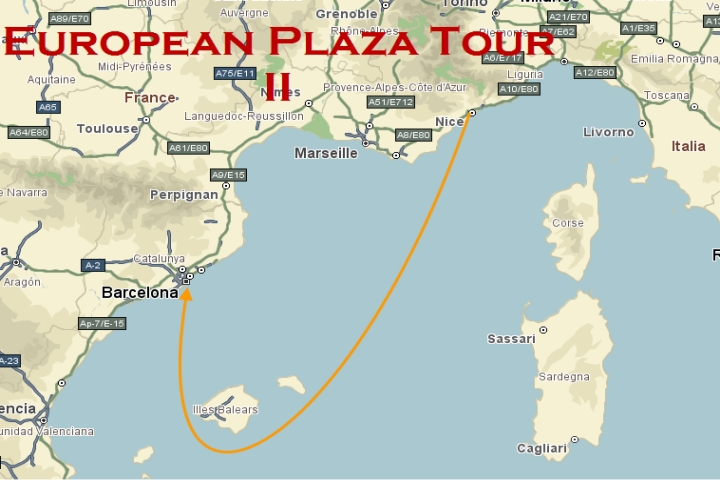 EUROPEAN PLAZA TOUR
II
Limousin
A89/E70
Auvergne
Grenoble
Rhône-Alpes
Torino
Piemonte
A21/E70
A7/E62
A1/E35
Emilia Romagna,
Aquitaine
Midi-Pyrénées
A75/E11
Nîmes
Provence-Alpes-Côte d'Azur
A6/E717
Liguria
A12/E80
A65
France
Languedoc-Roussillon
A51/E712
A10/E80
Toscana
A64/E80
Toulouse
Nice
Livorno
A61/E80
A8/E80
Marseille
Italia
A9/E15
e Navarra
Perpignan
Corse
Catalunya
A-2
Aragón
Barcelona
Ap-7/E-15
Sassari
A-23
Sardegna
encia
Illes Balears
unidad Valenciana
Cagliari